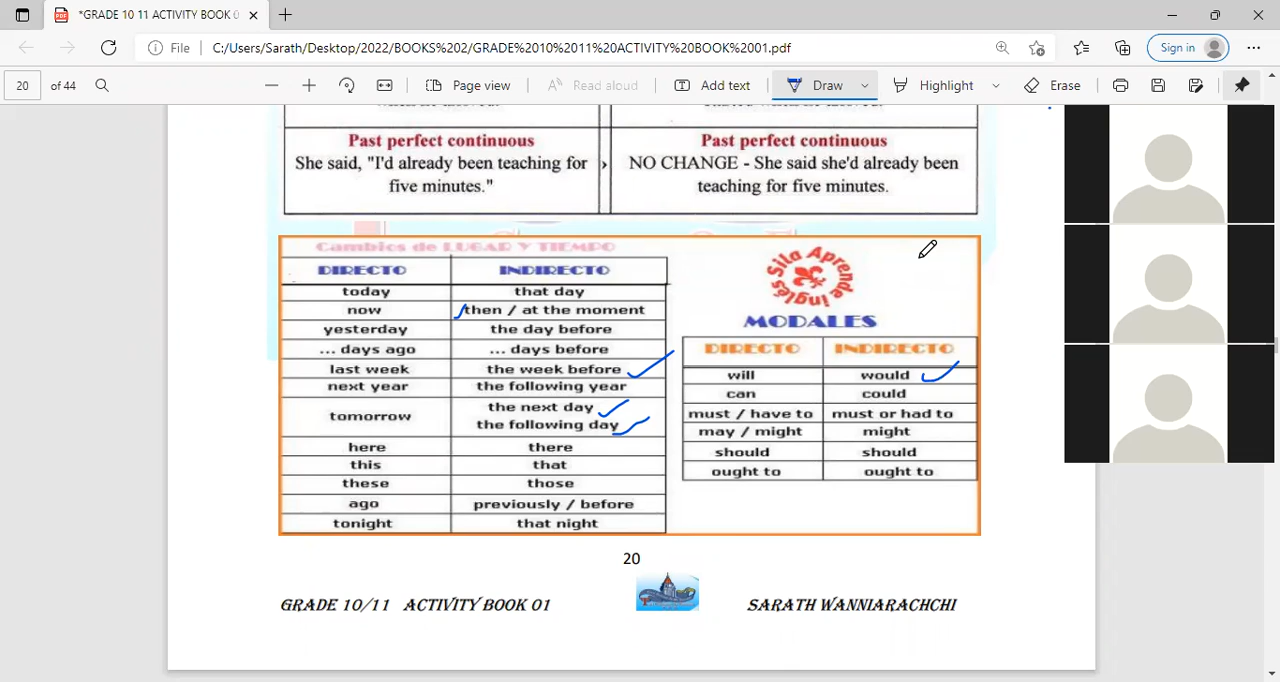 *GRADE 10 11 ACTIVITY BOOK 0
File C:/Users/Sarath/Desktop/2022/BOOKS%202/GRADE%2010%2011%20ACTIVITY%20BOOK%2001.pdf Sign in
20 of 44 Page view Read aloud Add text Draw Highlight Erase
Past perfect continuous Past perfect continuous
She said, "I'd already been teaching for five minutes." NO CHANGE - She said she'd already been teaching for five minutes.
Cambios de LUGAR Y TIEMPO
DIRECTO INDIRECTO
today that day
now then / at the moment
yesterday the day before
... days ago ... days before
last week the week before
next year the following year
tomorrow the next day
the following day
here there
this that
these those
ago previously / before
tonight that night
Sila Aprende Inglés
MODALES
DIRECTO INDIRECTO
will would
can could
must / have to must or had to
may / might might
should should
ought to ought to
20
GRADE 10/11 ACTIVITY BOOK 01 SARATH WANNIARACHCHI